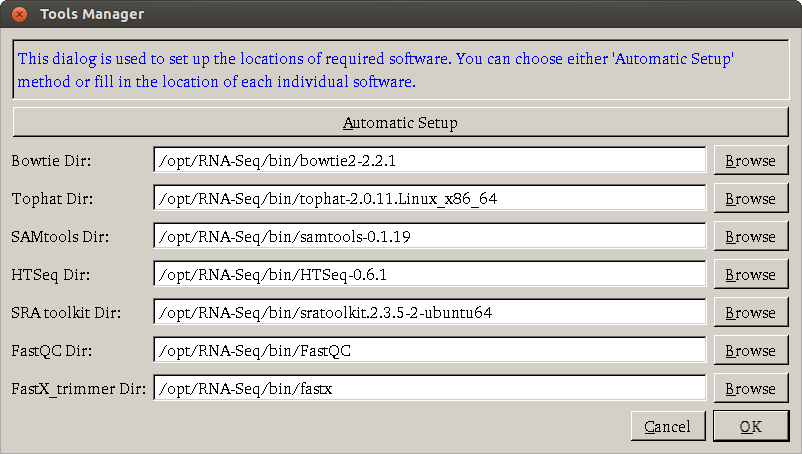 Tools Manager
This dialog is used to set up the locations of required software. You can choose either 'Automatic Setup'
method or fill in the location of each individual software.
Automatic Setup
Bowtie Dir: /opt/RNA-Seq/bin/bowtie2-2.2.1 Browse
Tophat Dir: /opt/RNA-Seq/bin/tophat-2.0.11.Linux_x86_64 Browse
SAMtools Dir: /opt/RNA-Seq/bin/samtools-0.1.19 Browse
HTSeq Dir: /opt/RNA-Seq/bin/HTSeq-0.6.1 Browse
SRA toolkit Dir: /opt/RNA-Seq/bin/sratoolkit.2.3.5-2-ubuntu64 Browse
FastQC Dir: /opt/RNA-Seq/bin/FastQC Browse
FastX_trimmer Dir: /opt/RNA-Seq/bin/fastx Browse
Cancel OK